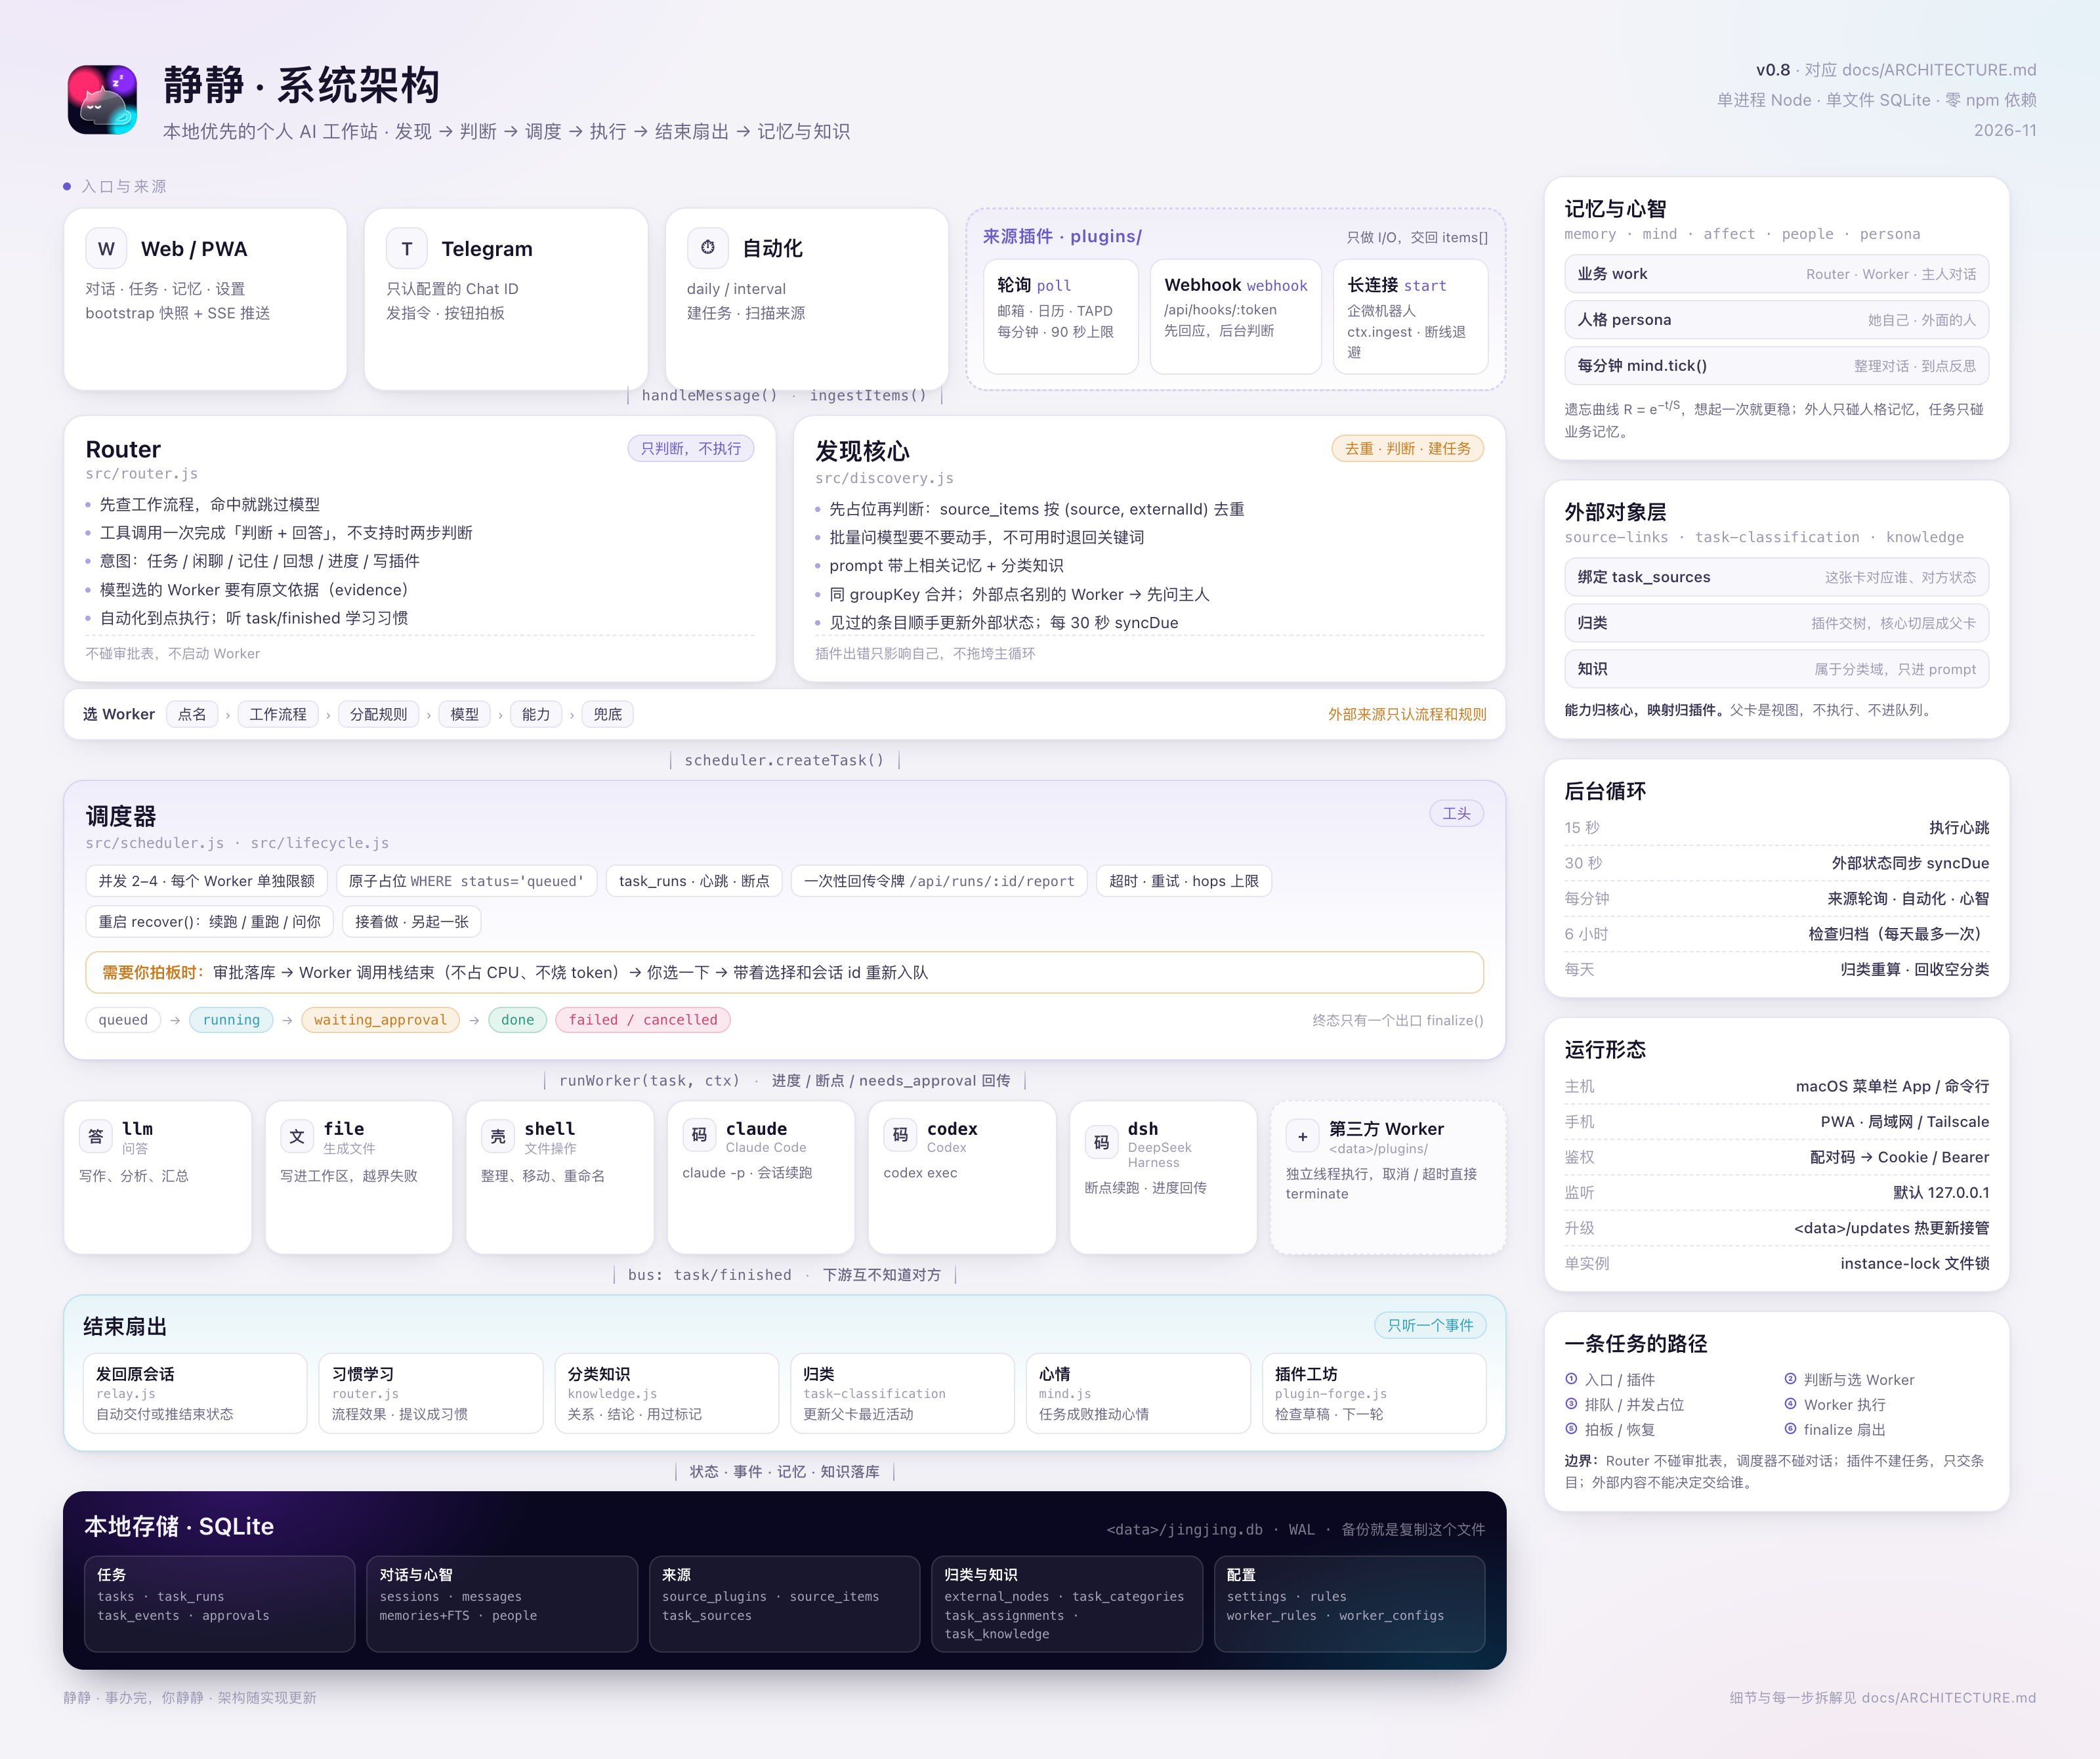 静静 · 系统架构
本地优先的个人 AI 工作站 · 发现 → 判断 → 调度 → 执行 → 结束扇出 → 记忆与知识
v0.8 · 对应 docs/ARCHITECTURE.md
单进程 Node · 单文件 SQLite · 零 npm 依赖
2026-11
入口与来源
W Web / PWA
对话 · 任务 · 记忆 · 设置
bootstrap 快照 + SSE 推送
T Telegram
只认配置的 Chat ID
发指令 · 按钮拍板
⏱ 自动化
daily / interval
建任务 · 扫描来源
来源插件 · plugins/
只做 I/O，交回 items[]
轮询 poll
邮箱 · 日历 · TAPD
每分钟 · 90 秒上限
Webhook webhook
/api/hooks/:token
先回应，后台判断
长连接 start
企微机器人
ctx.ingest · 断线退
避
handleMessage() · ingestItems()
Router
只判断，不执行
src/router.js
先查工作流程，命中就跳过模型
工具调用一次完成「判断 + 回答」，不支持时两步判断
意图：任务 / 闲聊 / 记住 / 回想 / 进度 / 写插件
模型选的 Worker 要有原文依据（evidence）
自动化到点执行；听 task/finished 学习习惯
不碰审批表，不启动 Worker
发现核心
去重 · 判断 · 建任务
src/discovery.js
先占位再判断：source_items 按 (source, externalId) 去重
批量问模型要不要动手，不可用时退回关键词
prompt 带上相关记忆 + 分类知识
同 groupKey 合并；外部点名别的 Worker → 先问主人
见过的条目顺手更新外部状态；每 30 秒 syncDue
插件出错只影响自己，不拖垮主循环
选 Worker 点名 › 工作流程 › 分配规则 › 模型 › 能力 › 兜底
外部来源只认流程和规则
scheduler.createTask()
调度器
工头
src/scheduler.js · src/lifecycle.js
并发 2–4 · 每个 Worker 单独限额
原子占位 WHERE status='queued'
task_runs · 心跳 · 断点
一次性回传令牌 /api/runs/:id/report
超时 · 重试 · hops 上限
重启 recover()：续跑 / 重跑 / 问你
接着做 · 另起一张
需要你拍板时：审批落库 → Worker 调用栈结束（不占 CPU、不烧 token）→ 你选一下 → 带着选择和会话 id 重新入队
queued → running → waiting_approval → done failed / cancelled
终态只有一个出口 finalize()
runWorker(task, ctx) · 进度 / 断点 / needs_approval 回传
答 llm
问答
写作、分析、汇总
文 file
生成文件
写进工作区，越界失败
壳 shell
文件操作
整理、移动、重命名
码 claude
Claude Code
claude -p · 会话续跑
码 codex
Codex
codex exec
码 dsh
DeepSeek
Harness
断点续跑 · 进度回传
+ 第三方 Worker
<data>/plugins/
独立线程执行，取消 / 超时直接
terminate
bus: task/finished · 下游互不知道对方
结束扇出
只听一个事件
发回原会话
relay.js
自动交付或推结束状态
习惯学习
router.js
流程效果 · 提议成习惯
分类知识
knowledge.js
关系 · 结论 · 用过标记
归类
task-classification
更新父卡最近活动
心情
mind.js
任务成败推动心情
插件工坊
plugin-forge.js
检查草稿 · 下一轮
状态 · 事件 · 记忆 · 知识落库
本地存储 · SQLite
<data>/jingjing.db · WAL · 备份就是复制这个文件
任务
tasks · task_runs
task_events · approvals
对话与心智
sessions · messages
memories+FTS · people
来源
source_plugins · source_items
task_sources
归类与知识
external_nodes · task_categories
task_assignments ·
task_knowledge
配置
settings · rules
worker_rules · worker_configs
记忆与心智
memory · mind · affect · people · persona
业务 work Router · Worker · 主人对话
人格 persona 她自己 · 外面的人
每分钟 mind.tick() 整理对话 · 到点反思
遗忘曲线 R = e−t/S，想起一次就更稳；外人只碰人格记忆，任务只碰
业务记忆。
外部对象层
source-links · task-classification · knowledge
绑定 task_sources 这张卡对应谁、对方状态
归类 插件交树，核心切层成父卡
知识 属于分类域，只进 prompt
能力归核心，映射归插件。父卡是视图，不执行、不进队列。
后台循环
15 秒 执行心跳
30 秒 外部状态同步 syncDue
每分钟 来源轮询 · 自动化 · 心智
6 小时 检查归档（每天最多一次）
每天 归类重算 · 回收空分类
运行形态
主机 macOS 菜单栏 App / 命令行
手机 PWA · 局域网 / Tailscale
鉴权 配对码 → Cookie / Bearer
监听 默认 127.0.0.1
升级 <data>/updates 热更新接管
单实例 instance-lock 文件锁
一条任务的路径
① 入口 / 插件
② 判断与选 Worker
③ 排队 / 并发占位
④ Worker 执行
⑤ 拍板 / 恢复
⑥ finalize 扇出
边界：Router 不碰审批表，调度器不碰对话；插件不建任务，只交条
目；外部内容不能决定交给谁。
静静 · 事办完，你静静 · 架构随实现更新
细节与每一步拆解见 docs/ARCHITECTURE.md